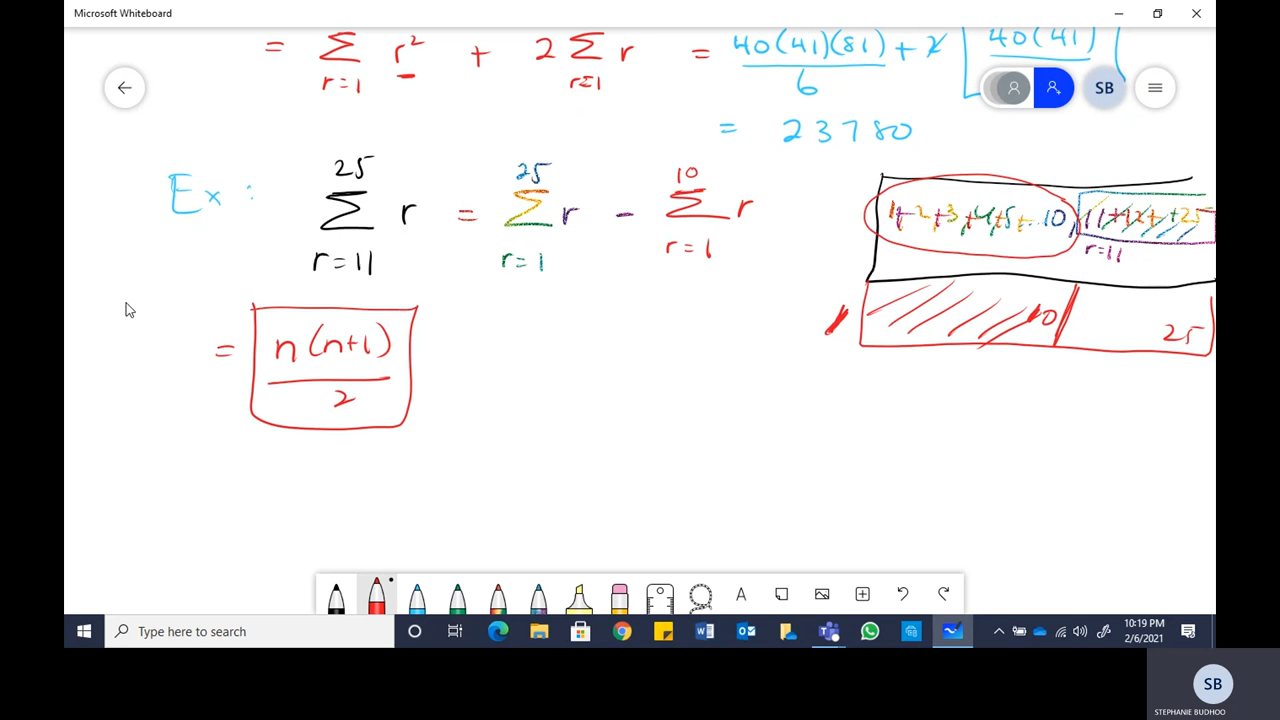 Microsoft Whiteboard
= Σ r² + 2 Σ r = 40(41)(81) + 2 [ 40(41)
r=1 r=1 6
SB
= 23780
25 25 10
Ex: Σ r = Σ r - Σ r
r=11 r=1 r=1
1+2+3+4+5+...10, 11+12+ +25
r=11
10 25
= n(n+1)
2
A
Type here to search
10:19 PM
2/6/2021
SB
STEPHANIE BUDHOO